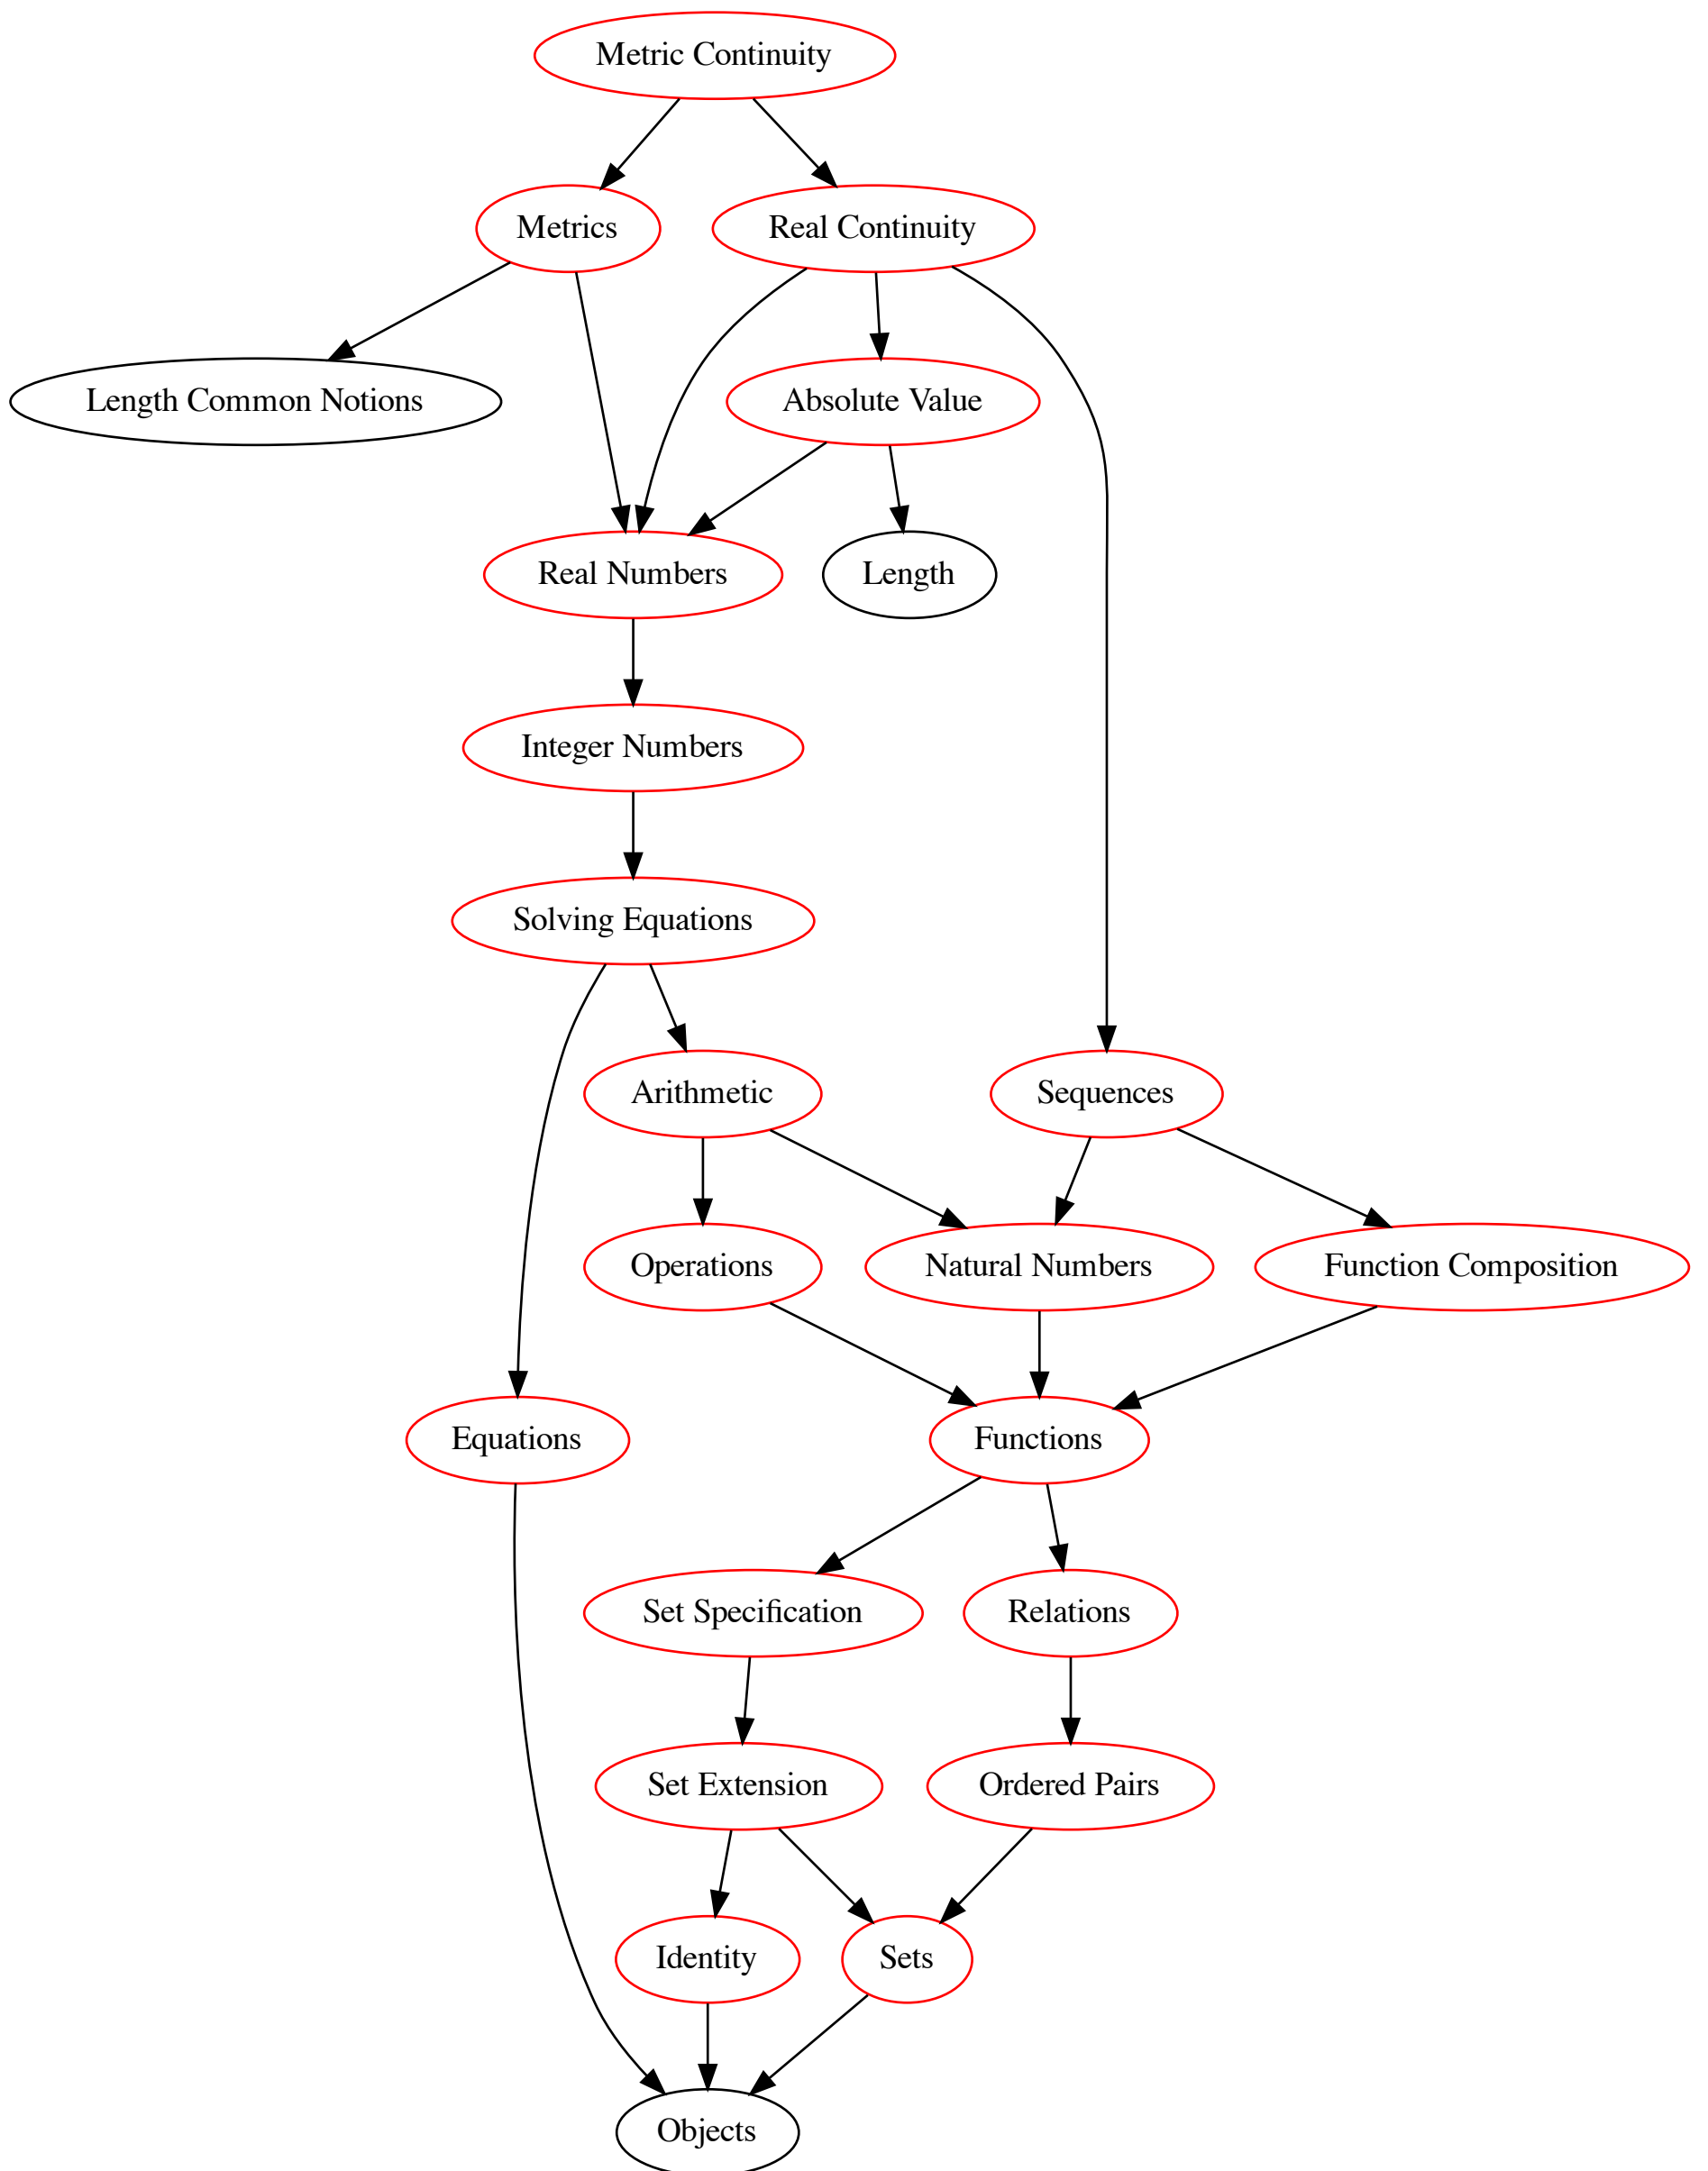 Metric Continuity
Metrics
Real Continuity
Length Common Notions
Absolute Value
Real Numbers
Length
Integer Numbers
Solving Equations
Arithmetic
Sequences
Operations
Natural Numbers
Function Composition
Equations
Functions
Set Specification
Relations
Set Extension
Ordered Pairs
Identity
Sets
Objects